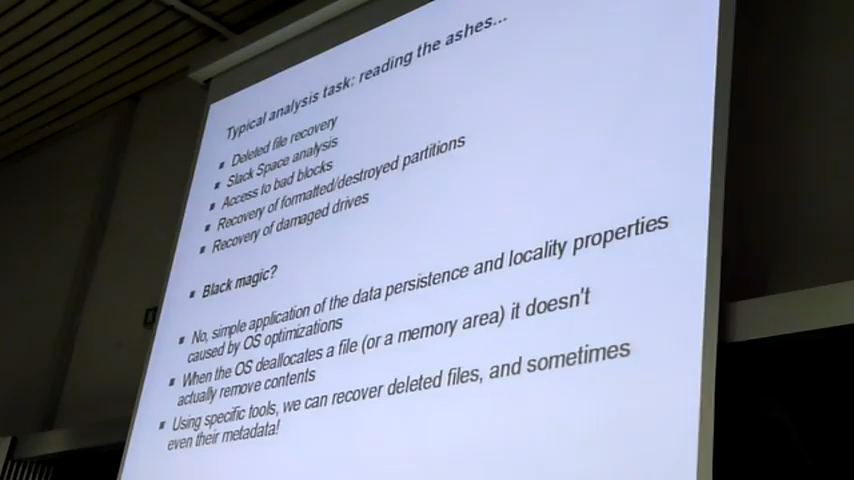 Typical analysis task: reading the ashes...
▪ Deleted file recovery
▪ Slack Space analysis
▪ Access to bad blocks
▪ Recovery of formatted/destroyed partitions
▪ Recovery of damaged drives
▪ Black magic?
▪ No, simple application of the data persistence and locality properties
caused by OS optimizations
▪ When the OS deallocates a file (or a memory area) it doesn't
actually remove contents
▪ Using specific tools, we can recover deleted files, and sometimes
even their metadata!